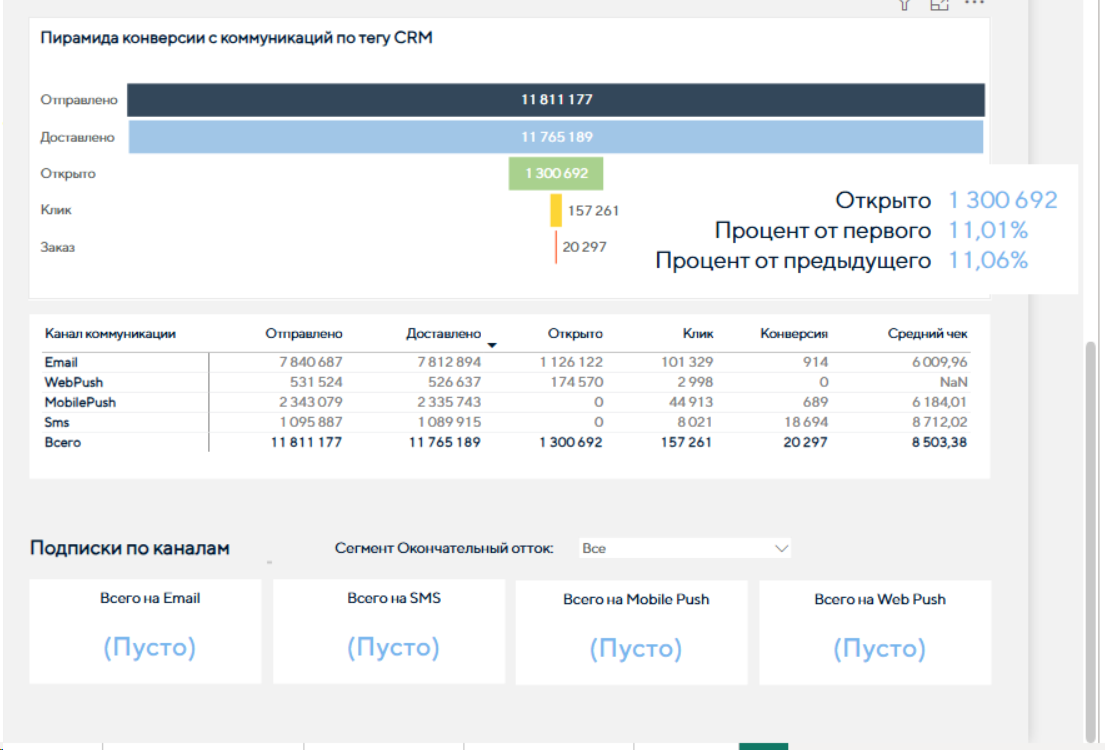 Пирамида конверсии с коммуникаций по тегу CRM
Отправлено 11 811 177
Доставлено 11 765 189
Открыто 1 300 692
Клик 157 261
Заказ 20 297
Открыто 1 300 692
Процент от первого 11,01%
Процент от предыдущего 11,06%
Канал коммуникации Отправлено Доставлено Открыто Клик Конверсия Средний чек
Email 7 840 687 7 812 894 1 126 122 101 329 914 6 009,96
WebPush 531 524 526 637 174 570 2 998 0 NaN
MobilePush 2 343 079 2 335 743 0 44 913 689 6 184,01
Sms 1 095 887 1 089 915 0 8 021 18 694 8 712,02
Всего 11 811 177 11 765 189 1 300 692 157 261 20 297 8 503,38
Подписки по каналам
Сегмент Окончательный отток: Все
Всего на Email
(Пусто)
Всего на SMS
(Пусто)
Всего на Mobile Push
(Пусто)
Всего на Web Push
(Пусто)